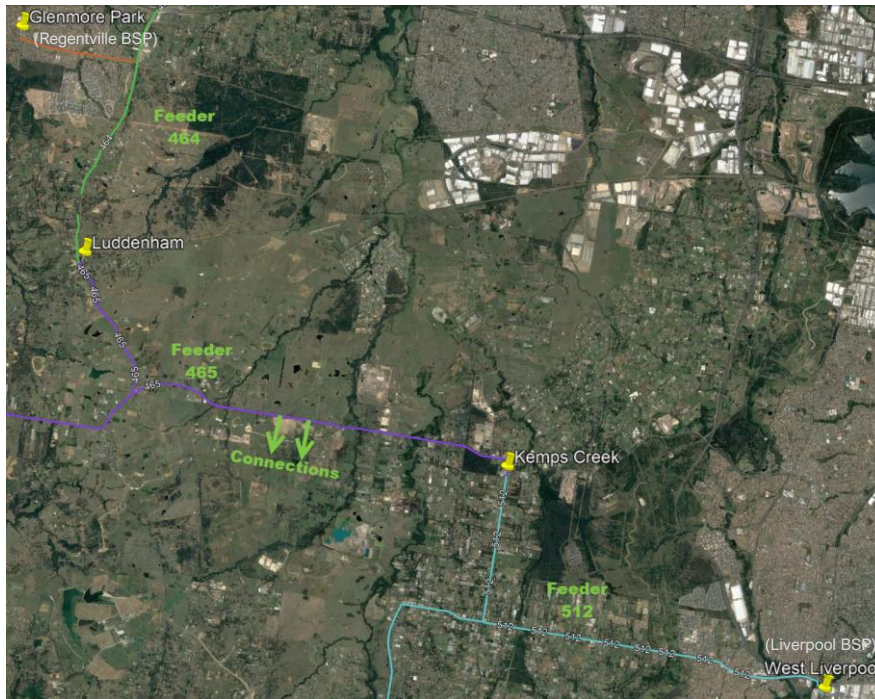 Glenmore Park
(Regentville BSP)
Feeder
464
464
Luddenham
465
465
465
465
465
Feeder
465
Connections
Kemps Creek
512
512
Feeder
512
512
512
512
512
512
512
512
(Liverpool BSP)
West Liverpool